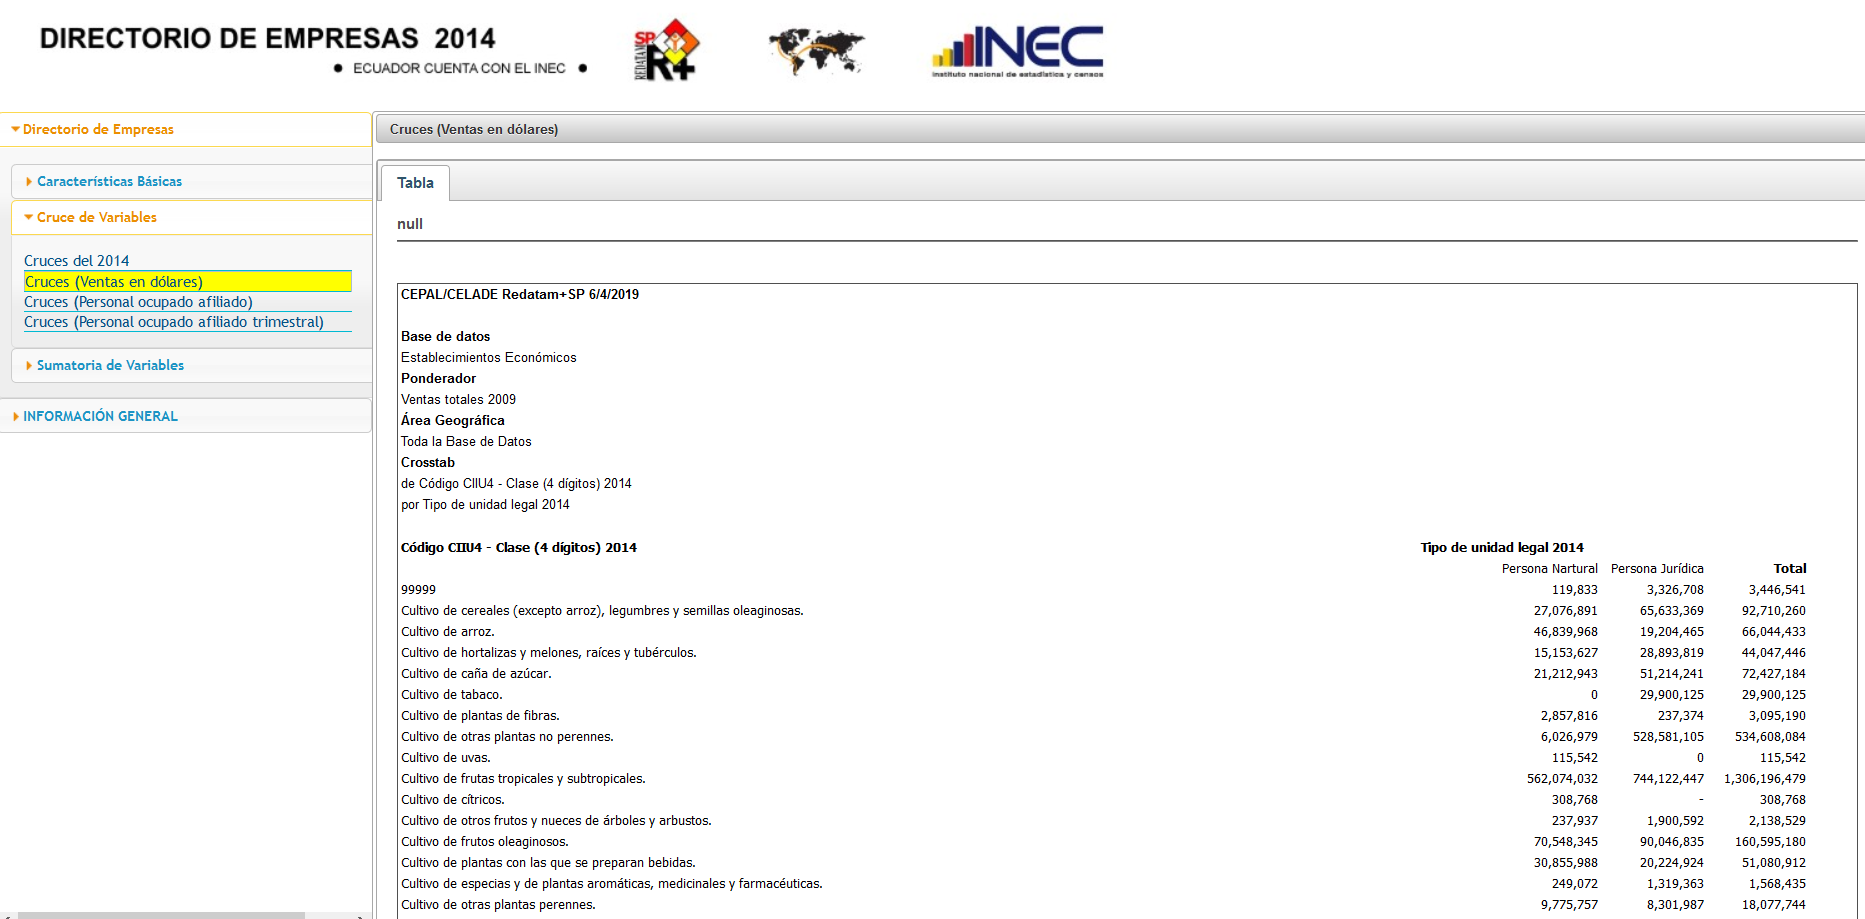 DIRECTORIO DE EMPRESAS 2014
● ECUADOR CUENTA CON EL INEC ●
SP
R+
REDATAM
INEC
instituto nacional de estadística y censos
Directorio de Empresas
Características Básicas
Cruce de Variables
Cruces del 2014
Cruces (Ventas en dólares)
Cruces (Personal ocupado afiliado)
Cruces (Personal ocupado afiliado trimestral)
Sumatoria de Variables
INFORMACIÓN GENERAL
Cruces (Ventas en dólares)
Tabla
null
CEPAL/CELADE Redatam+SP 6/4/2019
Base de datos
Establecimientos Económicos
Ponderador
Ventas totales 2009
Área Geográfica
Toda la Base de Datos
Crosstab
de Código CIIU4 - Clase (4 dígitos) 2014
por Tipo de unidad legal 2014
Código CIIU4 - Clase (4 dígitos) 2014 Tipo de unidad legal 2014
Persona Nartural Persona Jurídica Total
99999 119,833 3,326,708 3,446,541
Cultivo de cereales (excepto arroz), legumbres y semillas oleaginosas. 27,076,891 65,633,369 92,710,260
Cultivo de arroz. 46,839,968 19,204,465 66,044,433
Cultivo de hortalizas y melones, raíces y tubérculos. 15,153,627 28,893,819 44,047,446
Cultivo de caña de azúcar. 21,212,943 51,214,241 72,427,184
Cultivo de tabaco. 0 29,900,125 29,900,125
Cultivo de plantas de fibras. 2,857,816 237,374 3,095,190
Cultivo de otras plantas no perennes. 6,026,979 528,581,105 534,608,084
Cultivo de uvas. 115,542 0 115,542
Cultivo de frutas tropicales y subtropicales. 562,074,032 744,122,447 1,306,196,479
Cultivo de cítricos. 308,768 - 308,768
Cultivo de otros frutos y nueces de árboles y arbustos. 237,937 1,900,592 2,138,529
Cultivo de frutos oleaginosos. 70,548,345 90,046,835 160,595,180
Cultivo de plantas con las que se preparan bebidas. 30,855,988 20,224,924 51,080,912
Cultivo de especias y de plantas aromáticas, medicinales y farmacéuticas. 249,072 1,319,363 1,568,435
Cultivo de otras plantas perennes. 9,775,757 8,301,987 18,077,744